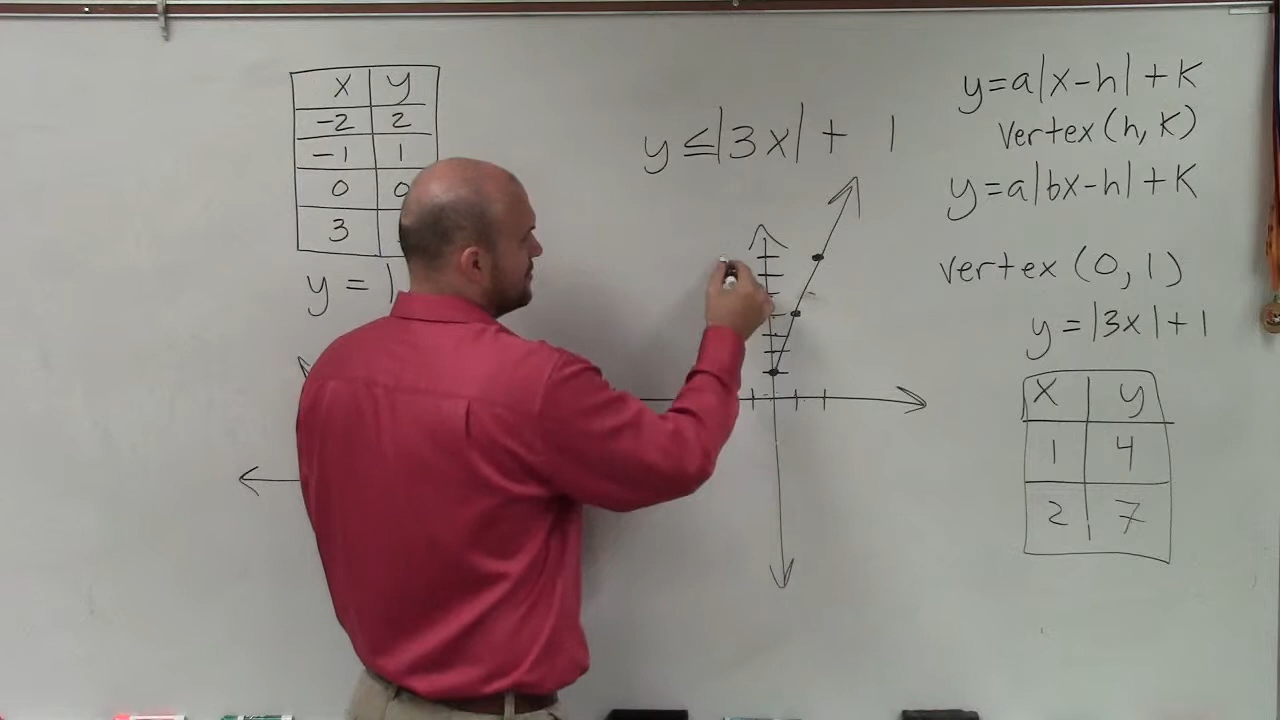 x y
-2 2
-1 1
0 0
3
y = |
y ≤ |3x| + 1
y = a|x-h| + K
vertex (h, K)
y = a|bx-h| + K
vertex (0, 1)
y = |3x| + 1
x y
1 4
2 7